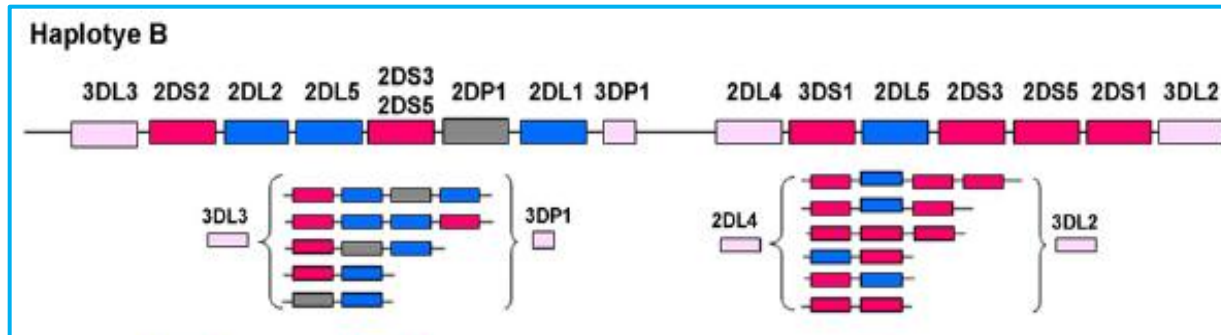 Haplotye B
3DL3 2DS2 2DL2 2DL5 2DS3 2DP1 2DL1 3DP1 2DL4 3DS1 2DL5 2DS3 2DS5 2DS1 3DL2
2DS5
3DL3 3DP1 2DL4 3DL2